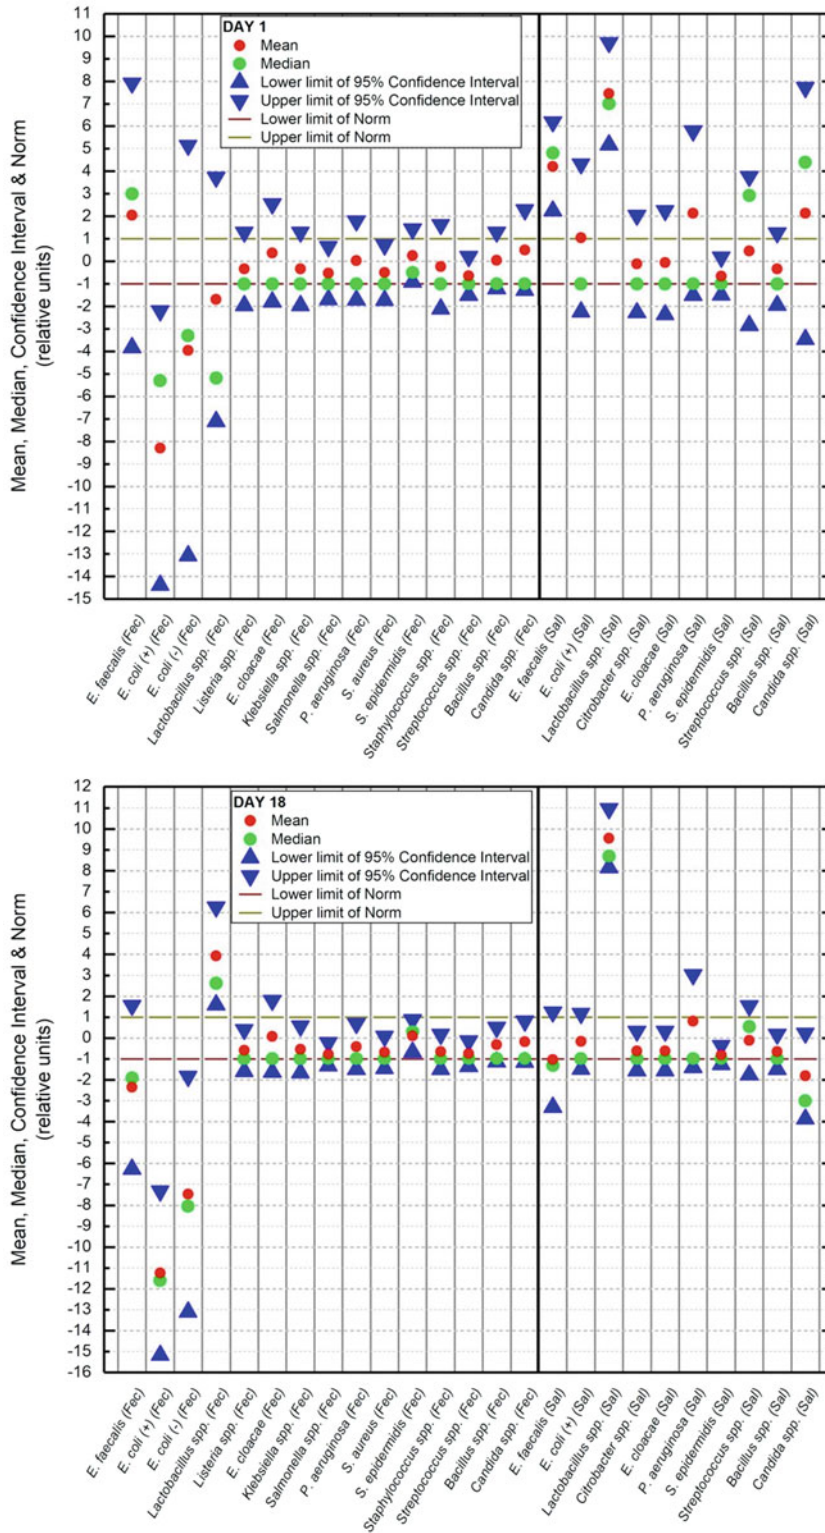 DAY 1
Mean
Median
Lower limit of 95% Confidence Interval
Upper limit of 95% Confidence Interval
Lower limit of Norm
Upper limit of Norm
Mean, Median, Confidence Interval & Norm
(relative units)
11
10
9
8
7
6
5
4
3
2
1
0
-1
-2
-3
-4
-5
-6
-7
-8
-9
-10
-11
-12
-13
-14
-15
E. faecalis (Fec)
E. coli (+) (Fec)
E. coli (-) (Fec)
Lactobacillus spp. (Fec)
Listeria spp. (Fec)
E. cloacae (Fec)
Klebsiella spp. (Fec)
Salmonella spp. (Fec)
P. aeruginosa (Fec)
S. aureus (Fec)
S. epidermidis (Fec)
Staphylococcus spp. (Fec)
Streptococcus spp. (Fec)
Bacillus spp. (Fec)
Candida spp. (Fec)
E. faecalis (Sal)
E. coli (+) (Sal)
Lactobacillus spp. (Sal)
Citrobacter spp. (Sal)
E. cloacae (Sal)
P. aeruginosa (Sal)
S. epidermidis (Sal)
Streptococcus spp. (Sal)
Bacillus spp. (Sal)
Candida spp. (Sal)
DAY 18
Mean
Median
Lower limit of 95% Confidence Interval
Upper limit of 95% Confidence Interval
Lower limit of Norm
Upper limit of Norm
Mean, Median, Confidence Interval & Norm
(relative units)
12
11
10
9
8
7
6
5
4
3
2
1
0
-1
-2
-3
-4
-5
-6
-7
-8
-9
-10
-11
-12
-13
-14
-15
-16
E. faecalis (Fec)
E. coli (+) (Fec)
E. coli (-) (Fec)
Lactobacillus spp. (Fec)
Listeria spp. (Fec)
E. cloacae (Fec)
Klebsiella spp. (Fec)
Salmonella spp. (Fec)
P. aeruginosa (Fec)
S. aureus (Fec)
S. epidermidis (Fec)
Staphylococcus spp. (Fec)
Streptococcus spp. (Fec)
Bacillus spp. (Fec)
Candida spp. (Fec)
E. faecalis (Sal)
E. coli (+) (Sal)
Lactobacillus spp. (Sal)
Citrobacter spp. (Sal)
E. cloacae (Sal)
P. aeruginosa (Sal)
S. epidermidis (Sal)
Streptococcus spp. (Sal)
Bacillus spp. (Sal)
Candida spp. (Sal)